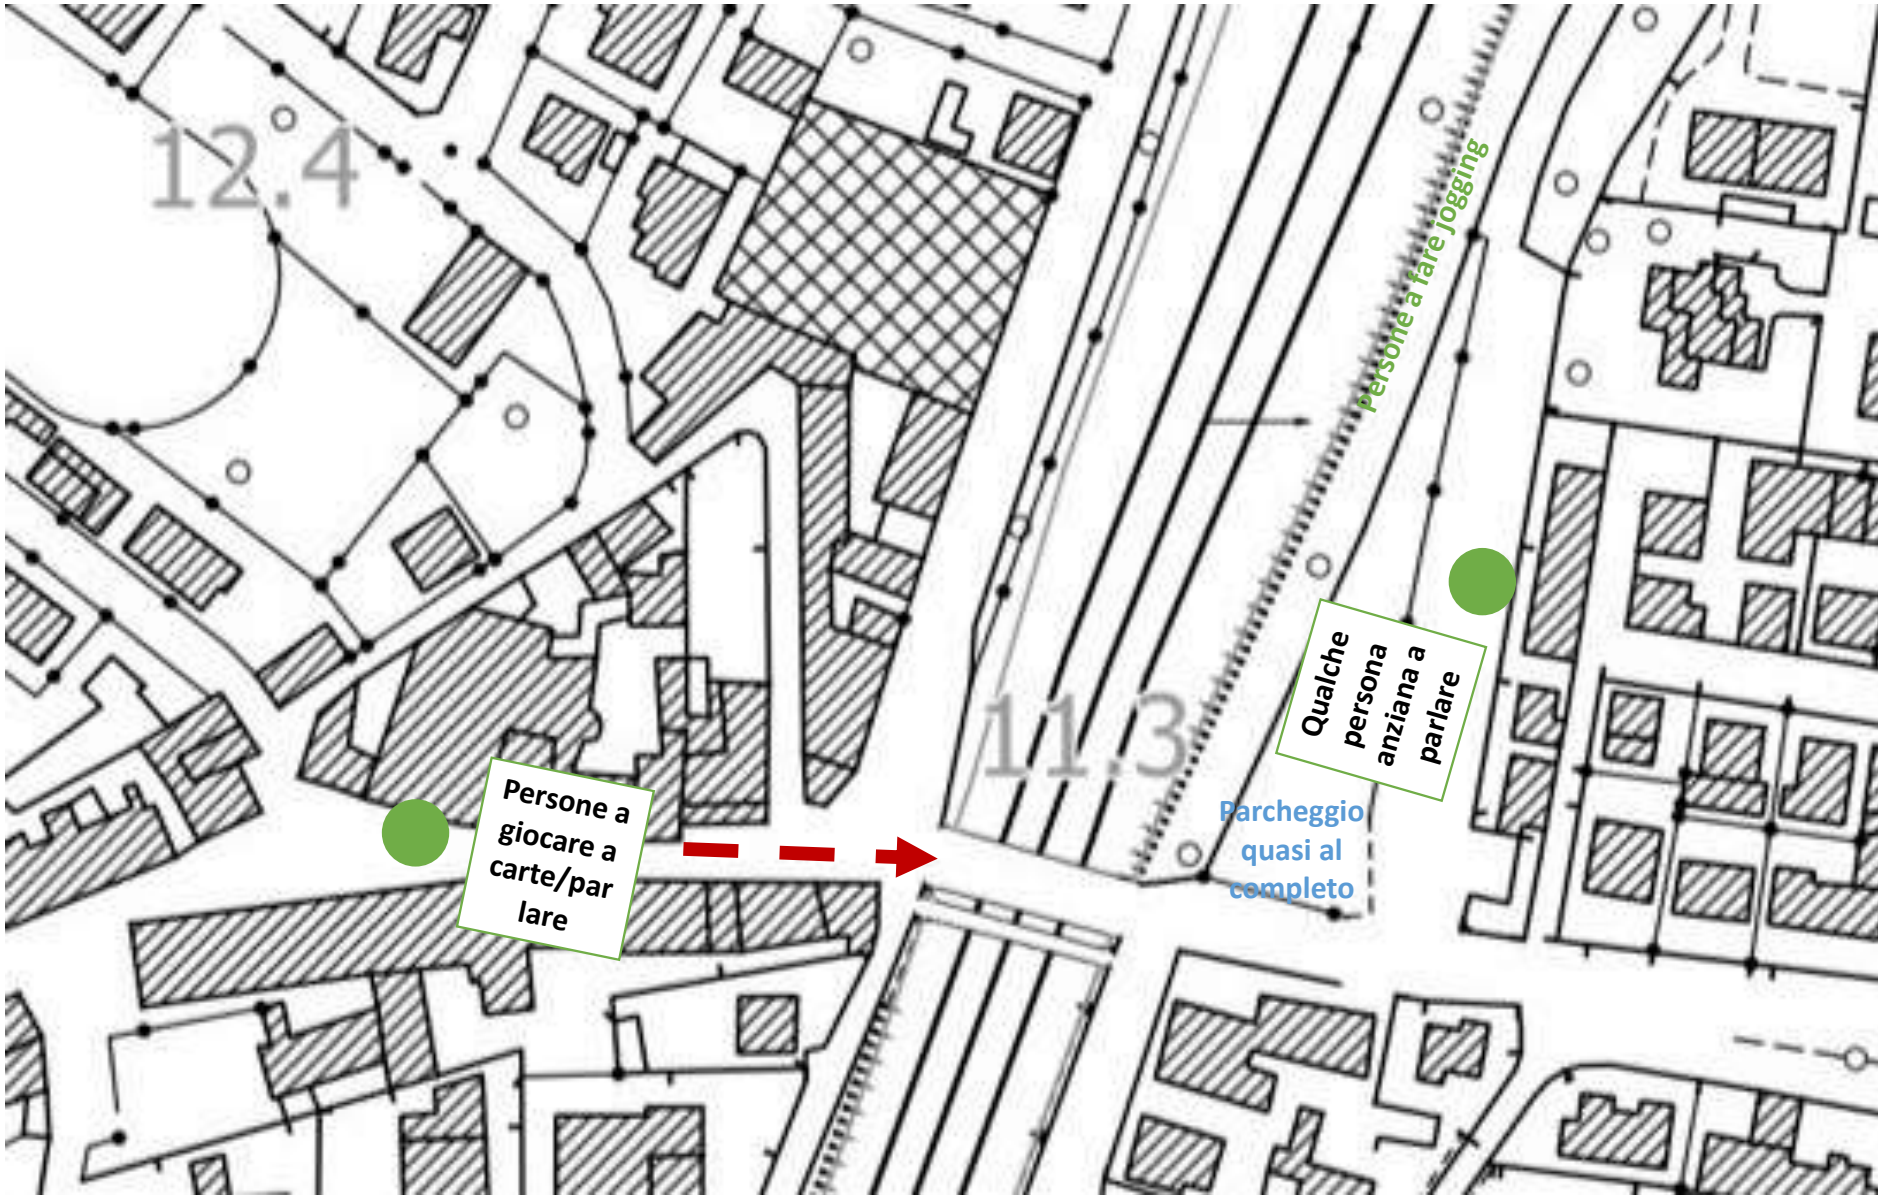 12.4
Persone a fare jogging
Qualche
persona
anziana a
parlare
11.3
Persone a
giocare a
carte/par
lare
Parcheggio
quasi al
completo